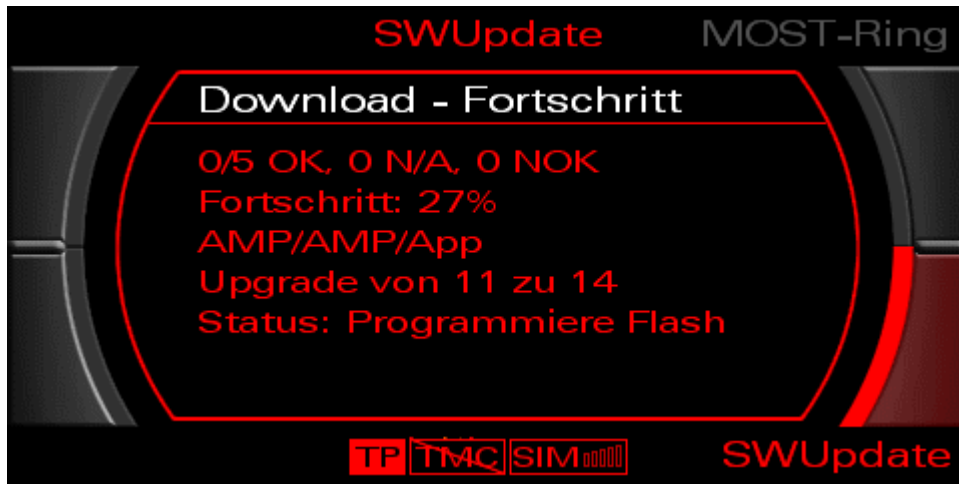 SWUpdate MOST-Ring
Download - Fortschritt
0/5 OK, 0 N/A, 0 NOK
Fortschritt: 27%
AMP/AMP/App
Upgrade von 11 zu 14
Status: Programmiere Flash
TP TMC SIM SWUpdate